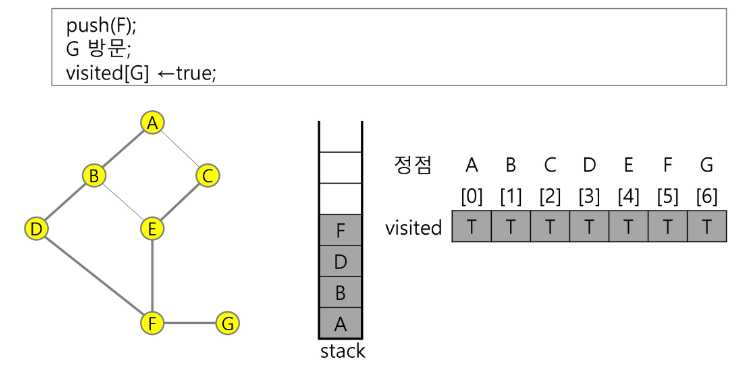 push(F);
G 방문;
visited[G] ←true;
A
B
C
D
E
F
G
F
D
B
A
stack
정점 A B C D E F G
[0] [1] [2] [3] [4] [5] [6]
visited T T T T T T T